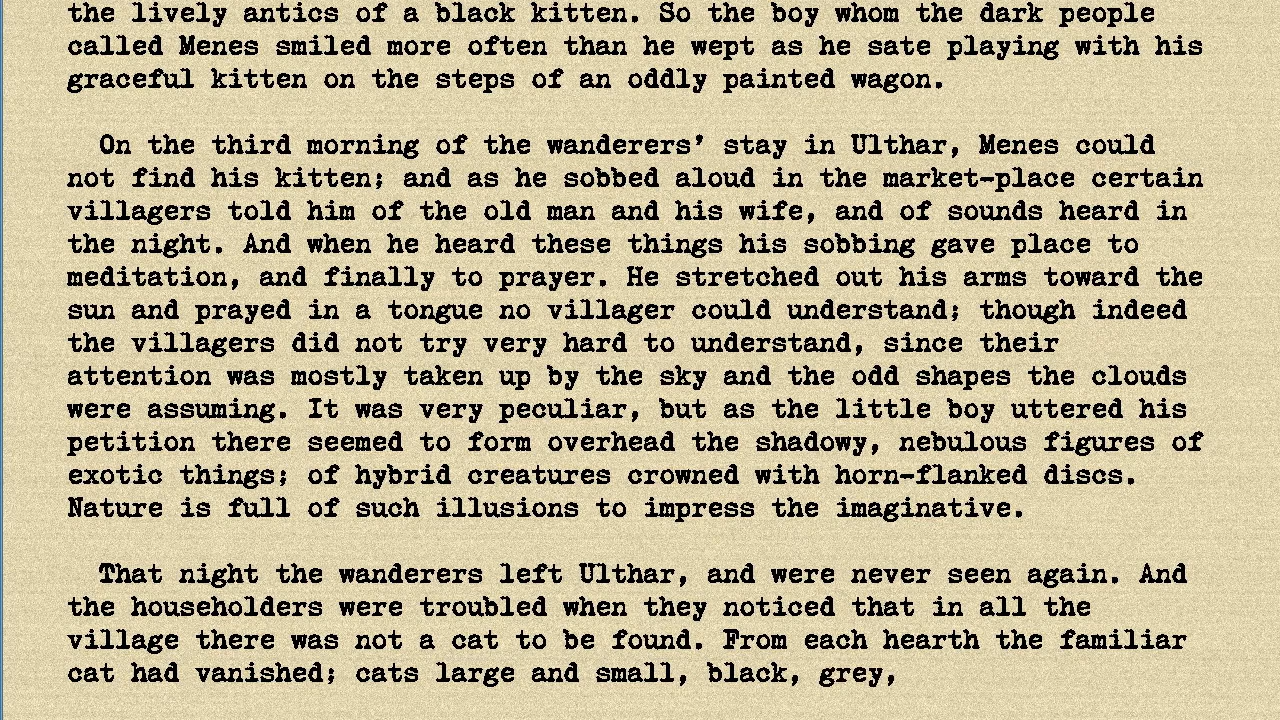 the lively antics of a black kitten. So the boy whom the dark people
called Menes smiled more often than he wept as he sate playing with his
graceful kitten on the steps of an oddly painted wagon.
On the third morning of the wanderers’ stay in Ulthar, Menes could
not find his kitten; and as he sobbed aloud in the market-place certain
villagers told him of the old man and his wife, and of sounds heard in
the night. And when he heard these things his sobbing gave place to
meditation, and finally to prayer. He stretched out his arms toward the
sun and prayed in a tongue no villager could understand; though indeed
the villagers did not try very hard to understand, since their
attention was mostly taken up by the sky and the odd shapes the clouds
were assuming. It was very peculiar, but as the little boy uttered his
petition there seemed to form overhead the shadowy, nebulous figures of
exotic things; of hybrid creatures crowned with horn-flanked discs.
Nature is full of such illusions to impress the imaginative.
That night the wanderers left Ulthar, and were never seen again. And
the householders were troubled when they noticed that in all the
village there was not a cat to be found. From each hearth the familiar
cat had vanished; cats large and small, black, grey,